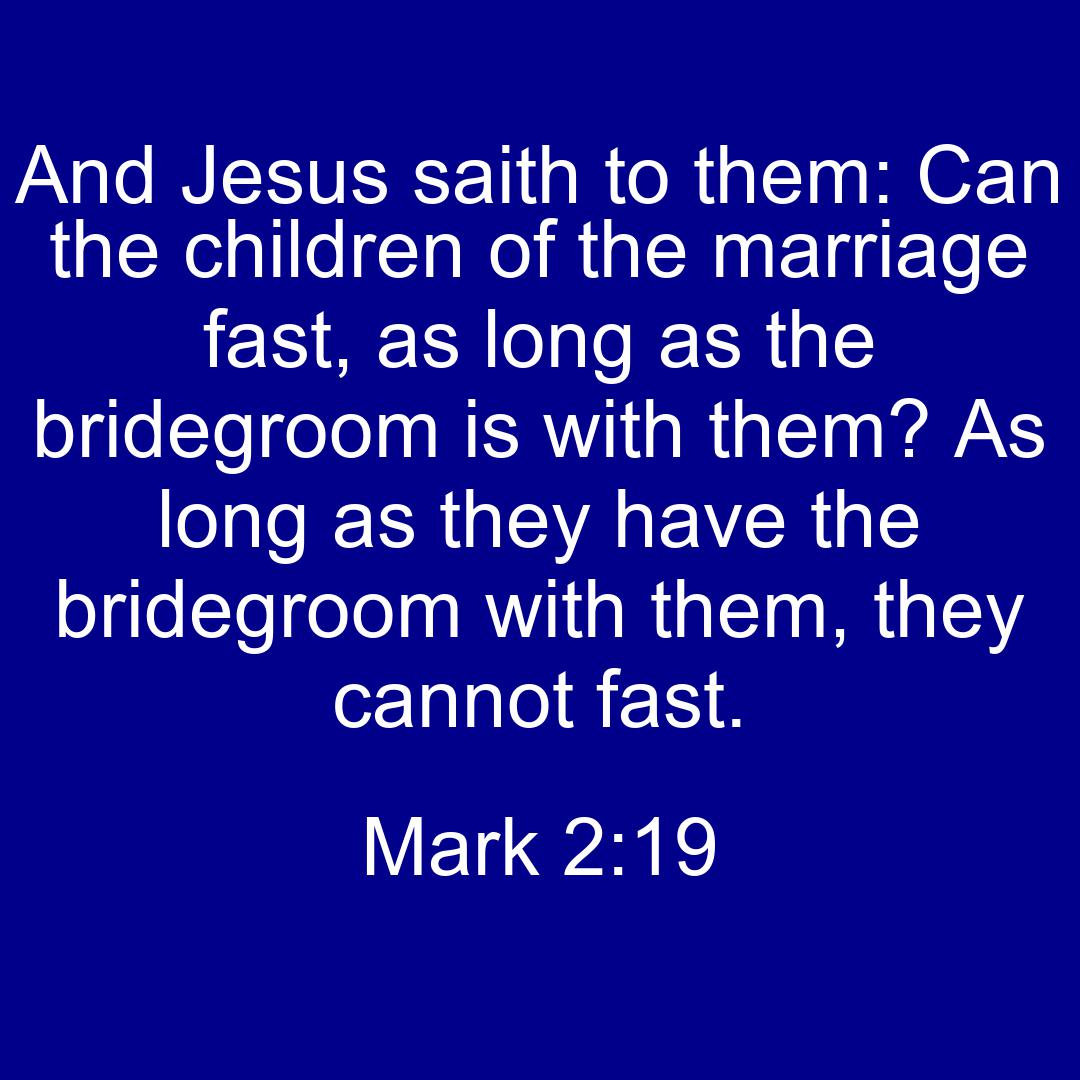 And Jesus saith to them: Can
the children of the marriage
fast, as long as the
bridegroom is with them? As
long as they have the
bridegroom with them, they
cannot fast.
Mark 2:19